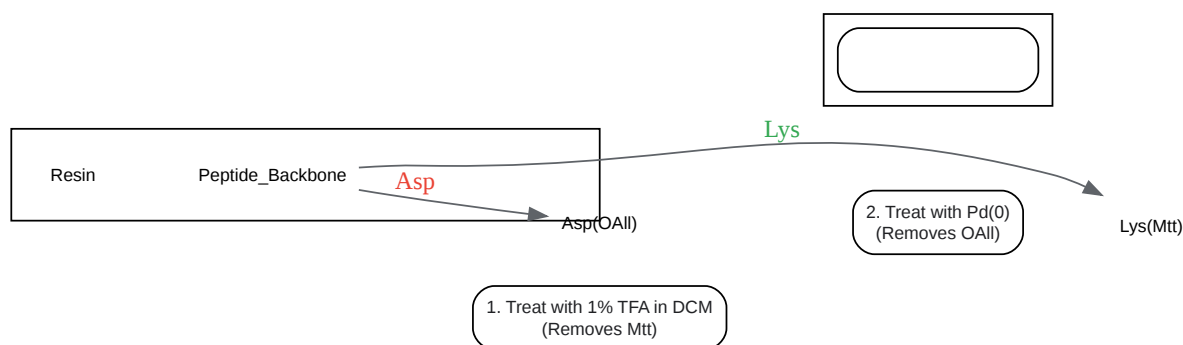 Lys
Resin
Peptide_Backbone
Asp
Asp(OAll)
2. Treat with Pd(0)
(Removes OAll)
Lys(Mtt)
1. Treat with 1% TFA in DCM
(Removes Mtt)